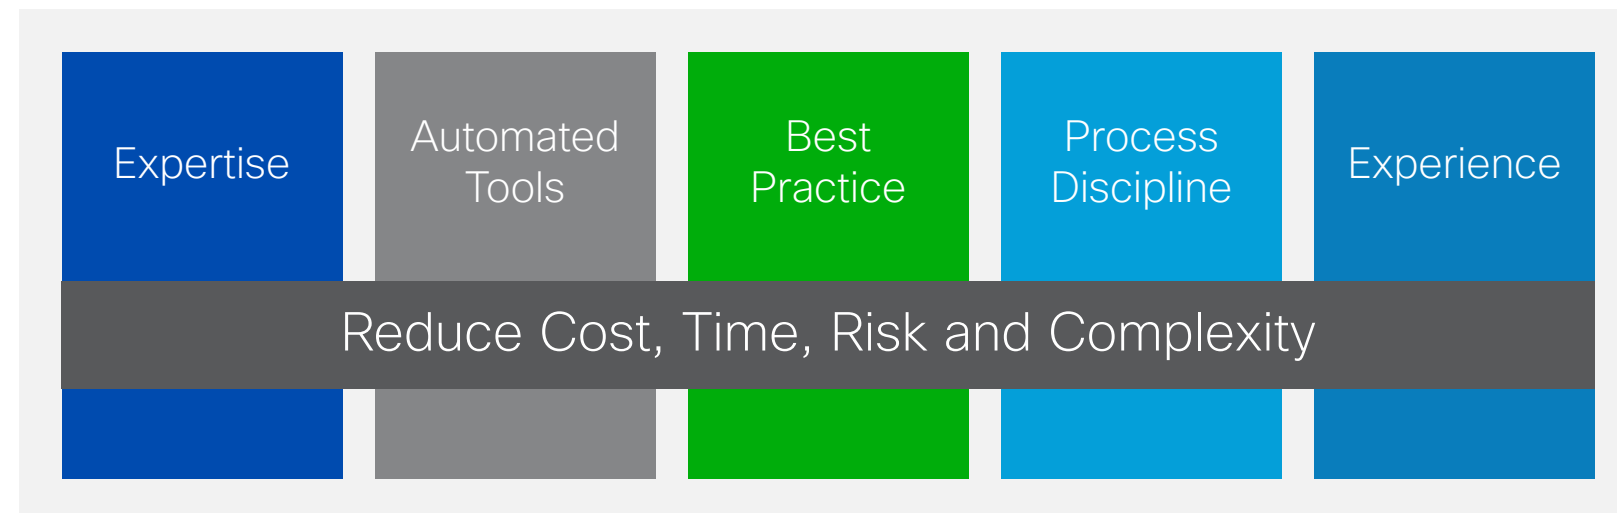 Expertise
Automated
Tools
Best
Practice
Process
Discipline
Experience
Reduce Cost, Time, Risk and Complexity